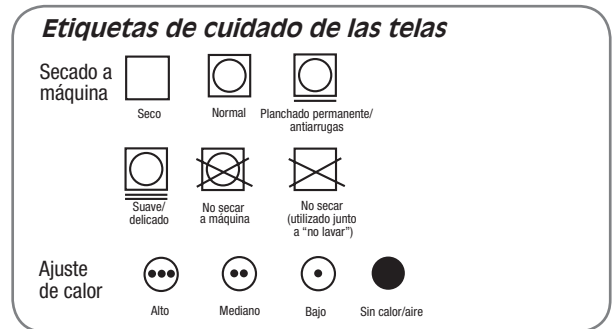 Etiquetas de cuidado de las telas
Secado a
máquina
Seco
Normal
Planchado permanente/
antiarrugas
Suave/
delicado
No secar
a máquina
No secar
(utilizado junto
a “no lavar”)
Ajuste
de calor
Alto
Mediano
Bajo
Sin calor/aire